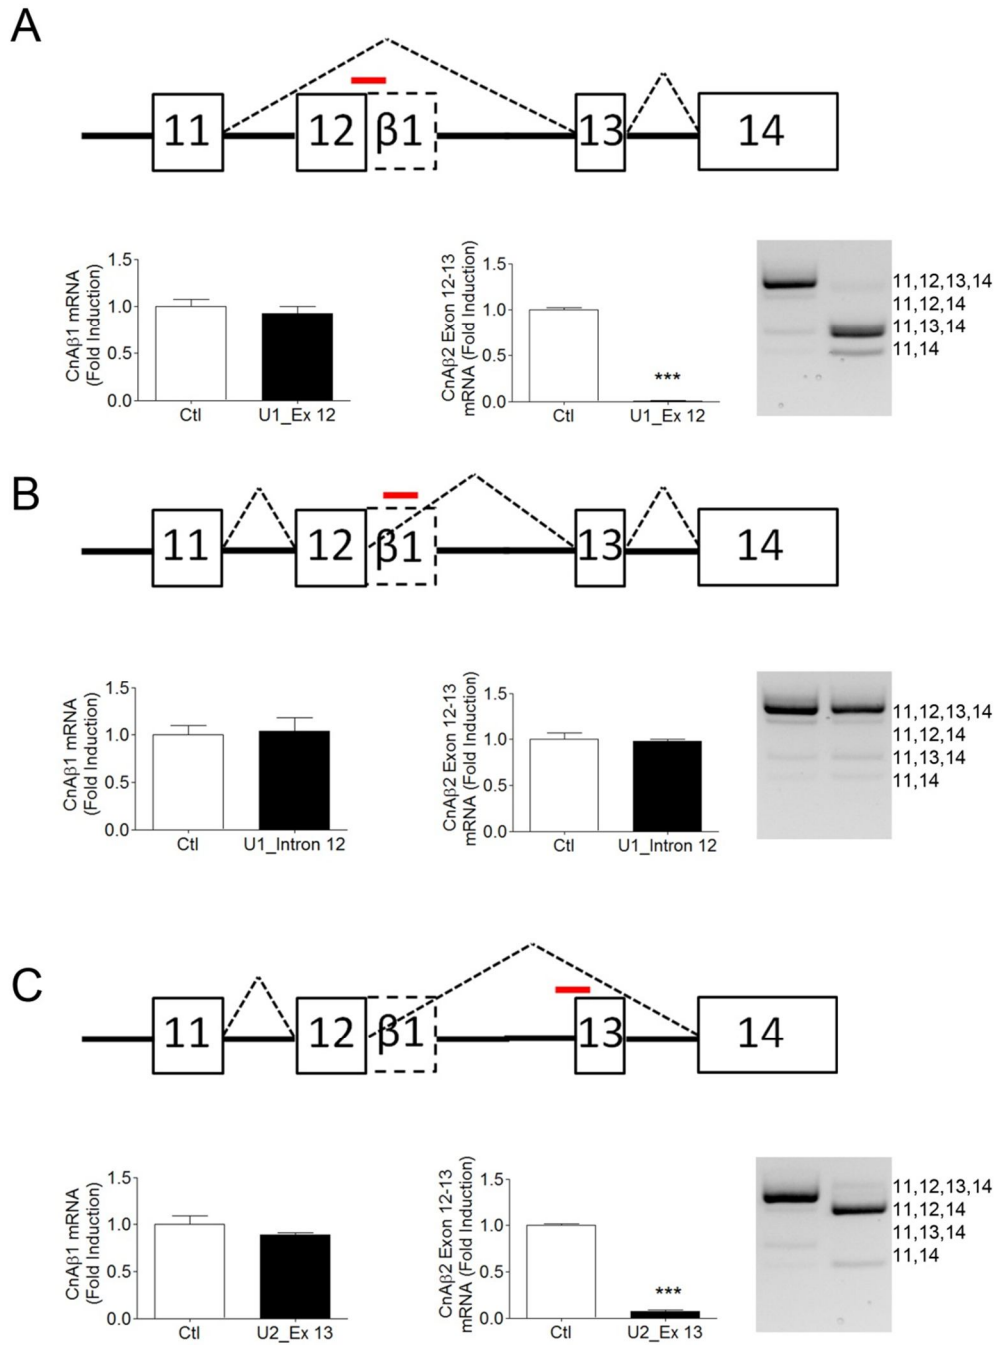 A
11
12
β1
13
14
CnAβ1 mRNA
(Fold Induction)
1.5
1.0
0.5
0.0
Ctl
U1_Ex 12
CnAβ2 Exon 12-13
mRNA (Fold Induction)
1.5
1.0
0.5
0.0
***
Ctl
U1_Ex 12
11,12,13,14
11,12,14
11,13,14
11,14
B
11
12
β1
13
14
CnAβ1 mRNA
(Fold Induction)
1.5
1.0
0.5
0.0
Ctl
U1_Intron 12
CnAβ2 Exon 12-13
mRNA (Fold Induction)
1.5
1.0
0.5
0.0
Ctl
U1_Intron 12
11,12,13,14
11,12,14
11,13,14
11,14
C
11
12
β1
13
14
CnAβ1 mRNA
(Fold Induction)
1.5
1.0
0.5
0.0
Ctl
U2_Ex 13
CnAβ2 Exon 12-13
mRNA (Fold Induction)
1.5
1.0
0.5
0.0
***
Ctl
U2_Ex 13
11,12,13,14
11,12,14
11,13,14
11,14